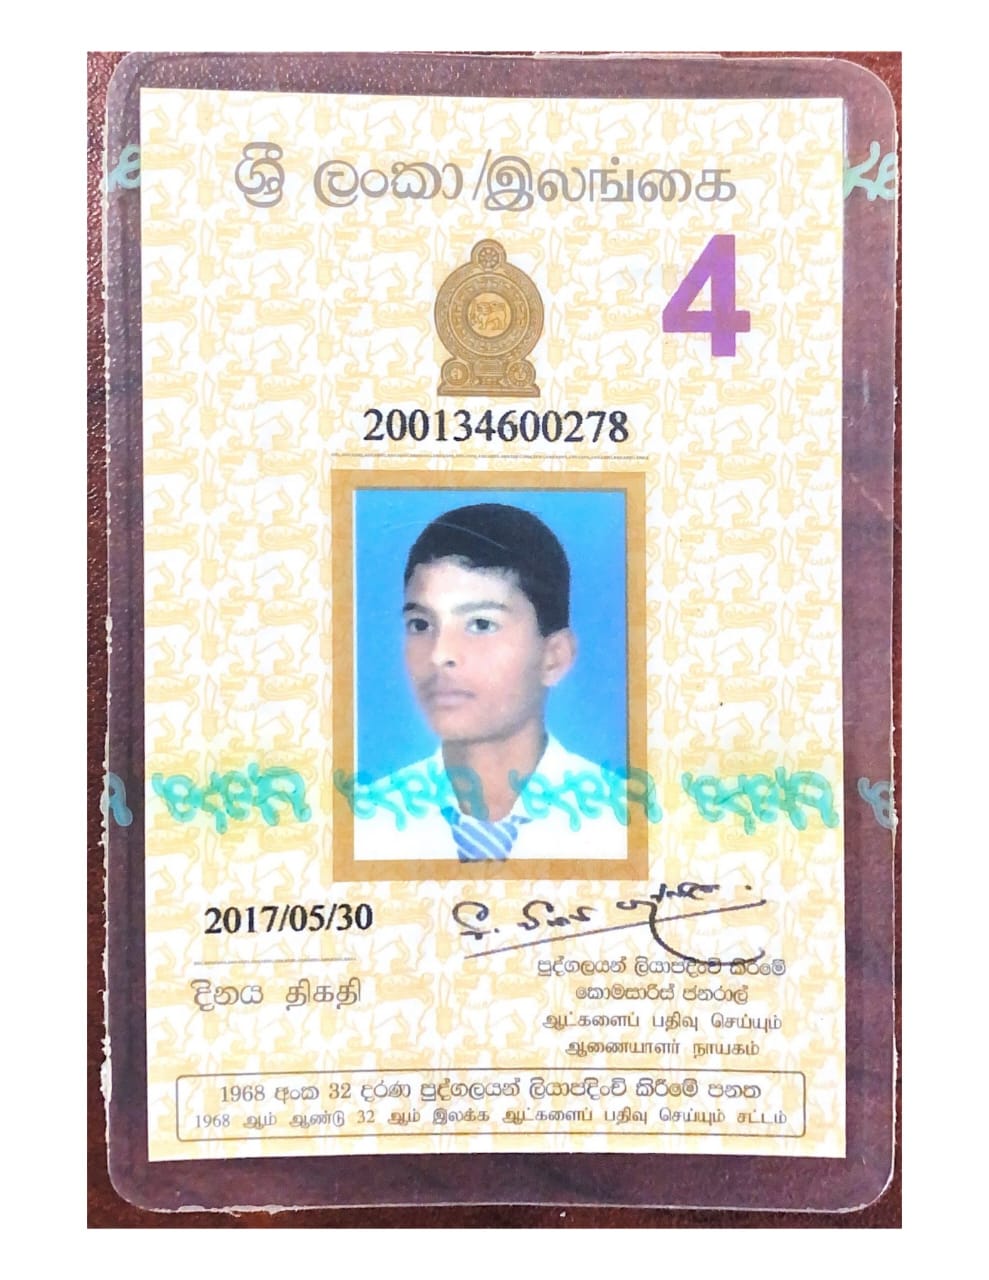 ශ්‍රී ලංකා/இலங்கை
4
200134600278
2017/05/30
දිනය திகதி
පුද්ගලයන් ලියාපදිංචි කිරීමේ
කොමසාරිස් ජනරාල්
ஆட்களைப் பதிவு செய்யும்
ஆணையாளர் நாயகம்
1968 අංක 32 දරණ පුද්ගලයන් ලියාපදිංචි කිරීමේ පනත
1968 ஆம் ஆண்டு 32 ஆம் இலக்க ஆட்களைப் பதிவு செய்யும் சட்டம்